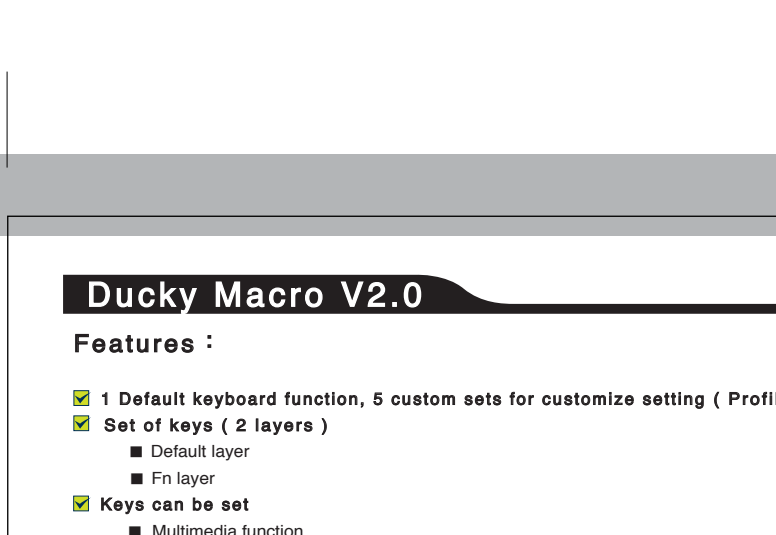 Ducky Macro V2.0
Features :
1 Default keyboard function, 5 custom sets for customize setting (
Set of keys ( 2 layers )
Default layer
Fn layer
Keys can be set
Multimedia function